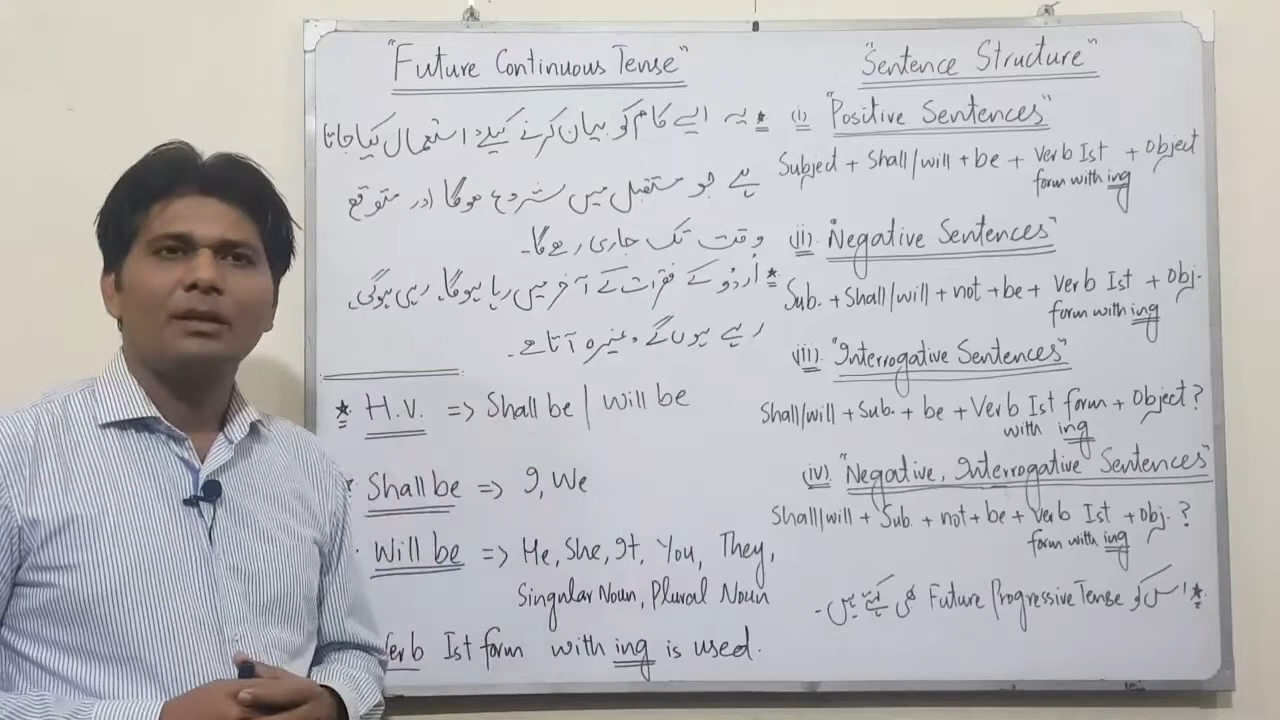 "Future Continuous Tense"
* یہ ایسے کام کو بیان کرنے کیلئے استعمال کیا جاتا
ہے جو مستقبل میں شروع ہوگا اور متوقع
وقت تک جاری رہے گا۔
* اُردُو کے فقرات کے آخر میں رہا ہوگا، رہی ہوگی،
رہے ہوں گے وغیرہ آتا ہے۔
* H.V. => Shall be / Will be
Shall be => I, We
Will be => He, She, It, You, They,
Singular Noun, Plural Noun
Verb Ist form with ing is used.
"Sentence Structure"
(i) "Positive Sentences"
Subject + Shall/will + be + Verb Ist + Object
form with ing
(ii). "Negative Sentences"
Sub. + Shall/will + not + be + Verb Ist + Obj.
form with ing
(iii). "Interrogative Sentences"
Shall/will + Sub. + be + Verb Ist form + Object?
with ing
(iv). "Negative, Interrogative Sentences"
Shall/will + Sub. + not + be + Verb Ist + Obj. ?
form with ing
* اس کو Future Progressive Tense بھی کہتے ہیں۔